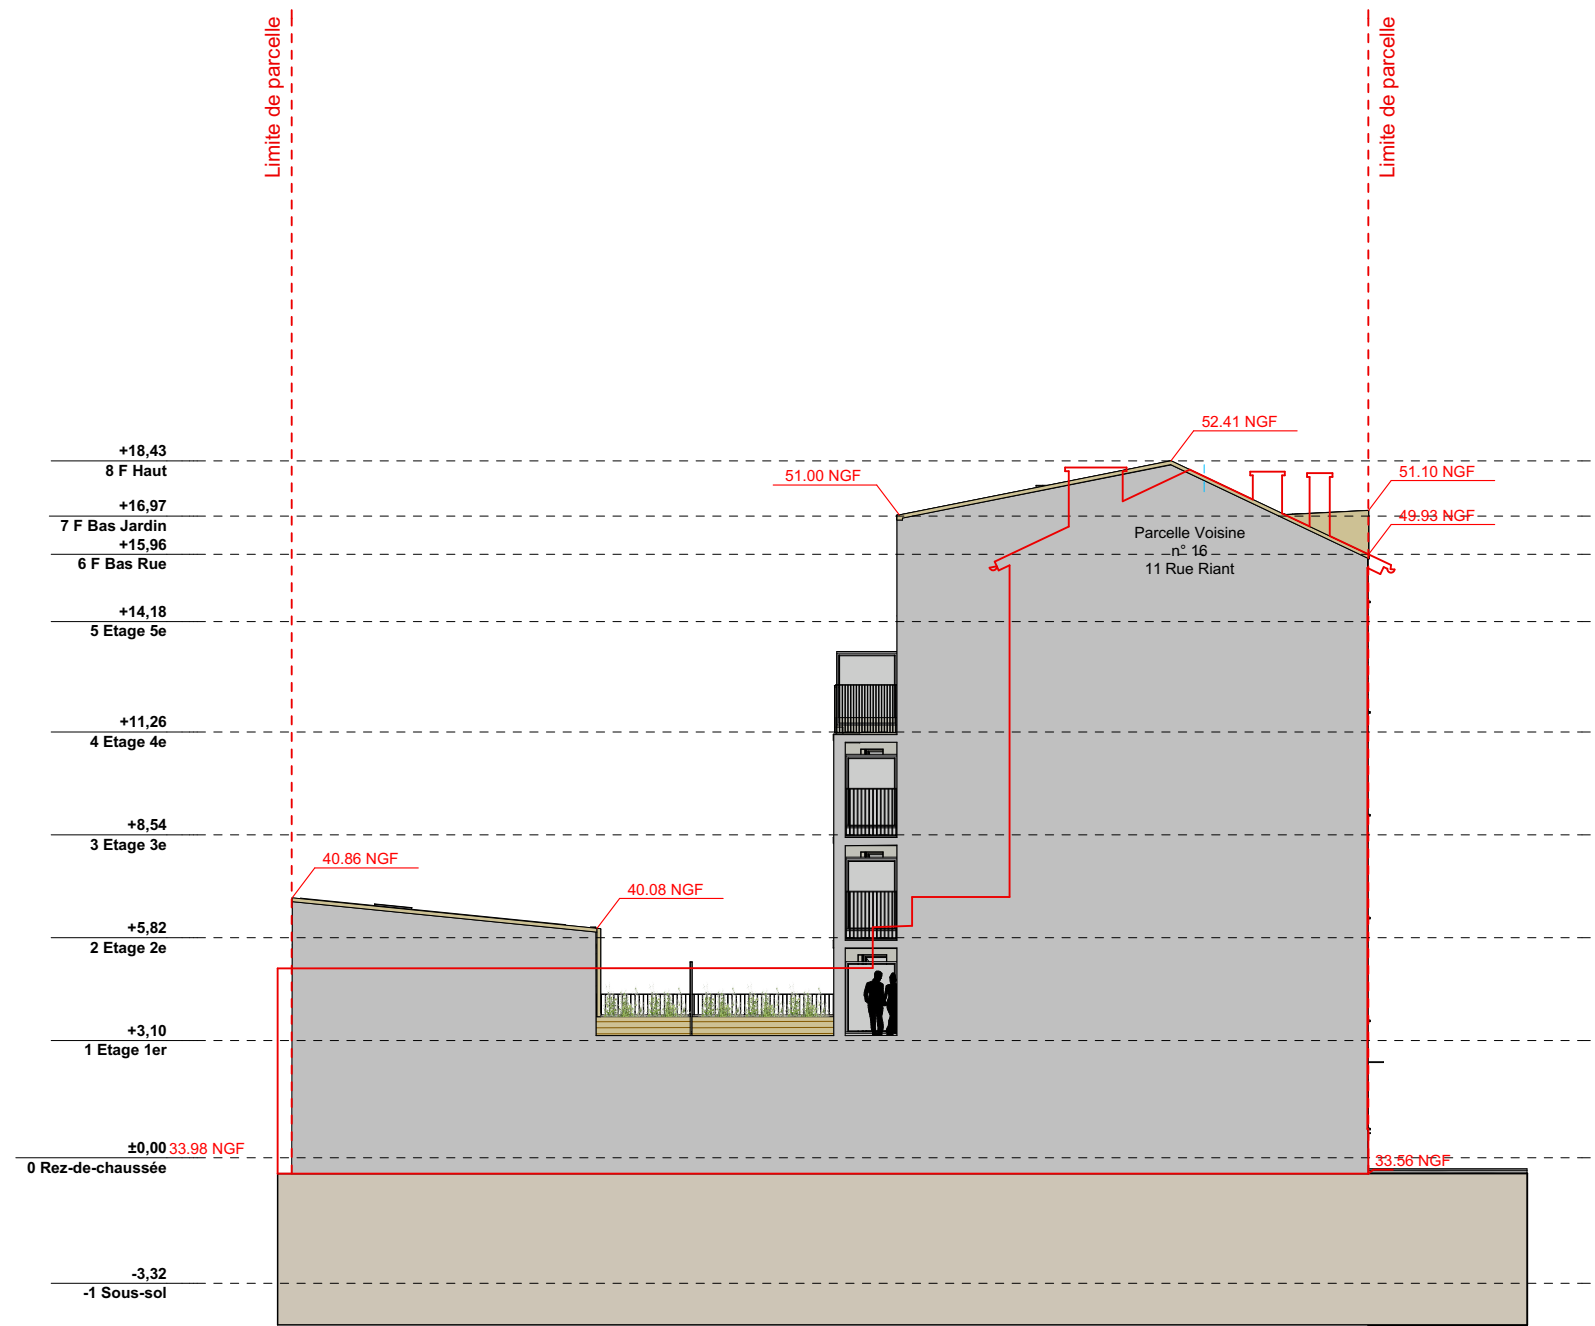 Limite de parcelle
Limite de parcelle
52.41 NGF
+18,43
8 F Haut
51.00 NGF
51.10 NGF
+16,97
7 F Bas Jardin
49.93 NGF
+15,96
6 F Bas Rue
Parcelle Voisine
n° 16
11 Rue Riant
+14,18
5 Etage 5e
+11,26
4 Etage 4e
+8,54
3 Etage 3e
40.86 NGF
40.08 NGF
+5,82
2 Etage 2e
+3,10
1 Etage 1er
±0,00 33.98 NGF
0 Rez-de-chaussée
33.56 NGF
-3,32
-1 Sous-sol